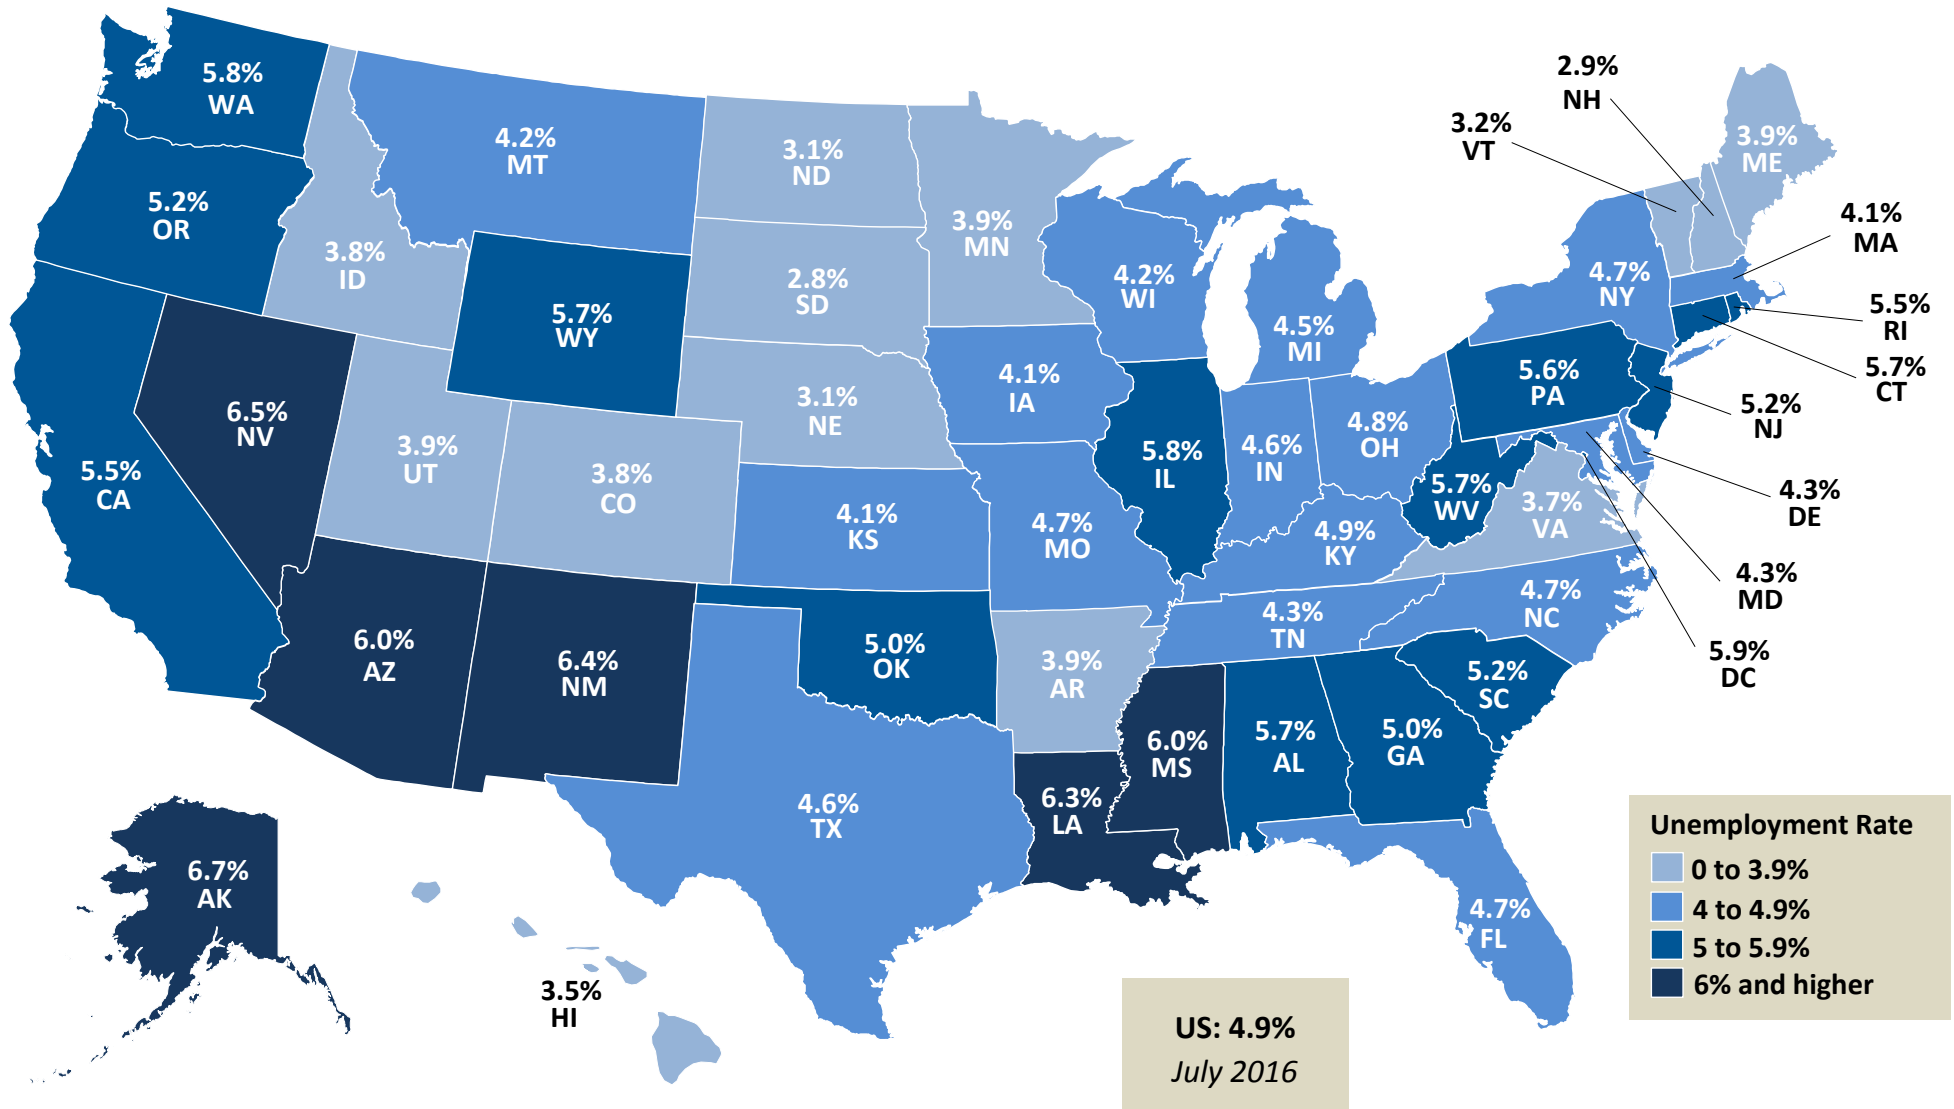 5.8%
WA
5.2%
OR
5.5%
CA
6.5%
NV
3.8%
ID
4.2%
MT
5.7%
WY
3.9%
UT
3.8%
CO
6.0%
AZ
6.4%
NM
3.1%
ND
2.8%
SD
3.1%
NE
4.1%
KS
5.0%
OK
4.6%
TX
3.9%
MN
4.1%
IA
4.7%
MO
3.9%
AR
6.3%
LA
4.2%
WI
5.8%
IL
4.5%
MI
4.6%
IN
4.8%
OH
4.9%
KY
4.3%
TN
6.0%
MS
5.7%
AL
5.0%
GA
4.7%
FL
5.2%
SC
4.7%
NC
3.7%
VA
5.7%
WV
5.6%
PA
4.7%
NY
3.2%
VT
2.9%
NH
3.9%
ME
4.1%
MA
5.5%
RI
5.7%
CT
5.2%
NJ
4.3%
DE
4.3%
MD
5.9%
DC
6.7%
AK
3.5%
HI
US: 4.9%
July 2016
Unemployment Rate
0 to 3.9%
4 to 4.9%
5 to 5.9%
6% and higher